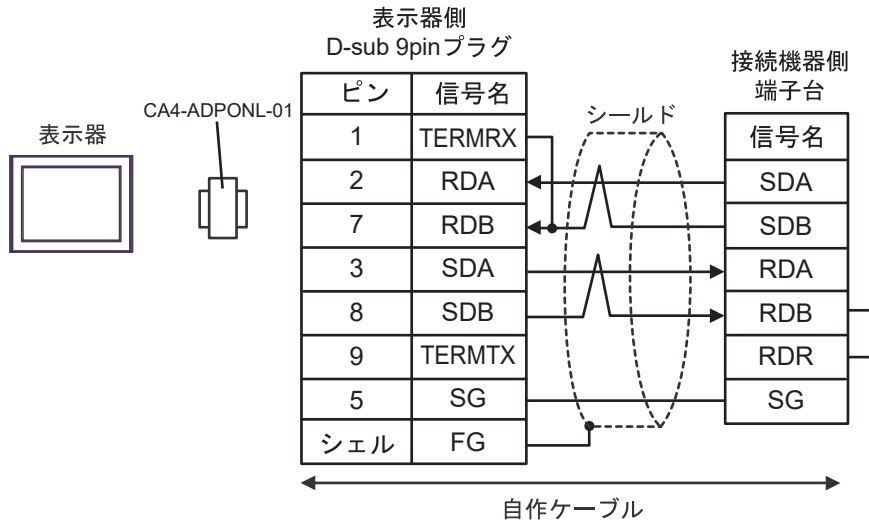 表示器側
D-sub 9pinプラグ
接続機器側
端子台
CA4-ADPONL-01
表示器
シールド
ピン 信号名
1 TERMRX
2 RDA
7 RDB
3 SDA
8 SDB
9 TERMTX
5 SG
シェル FG
信号名
SDA
SDB
RDA
RDB
RDR
SG
自作ケーブル